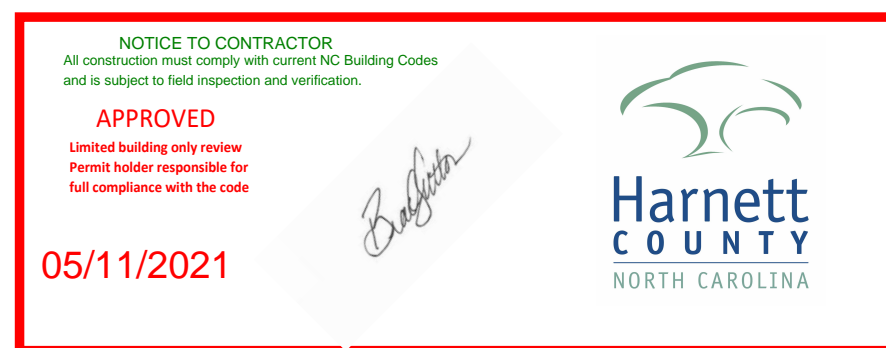 NOTICE TO CONTRACTOR
All construction must comply with current NC Building Codes
and is subject to field inspection and verification.
APPROVED
Limited building only review
Permit holder responsible for
full compliance with the code
05/11/2021
Brad Sutton
Harnett
COUNTY
NORTH CAROLINA